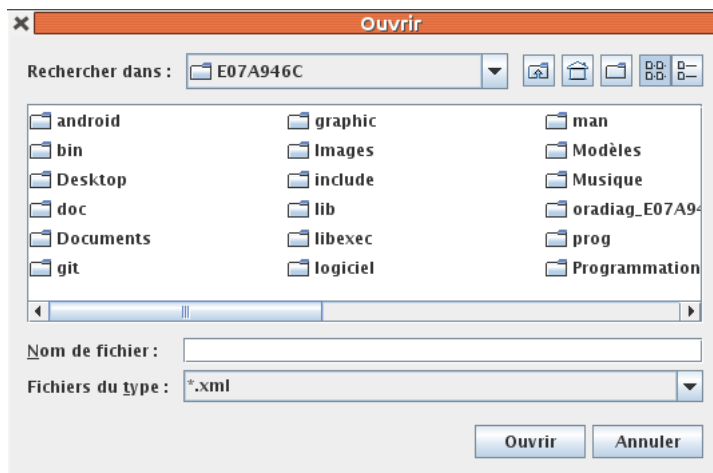 Ouvrir
Rechercher dans : E07A946C
android graphic man
bin Images Modèles
Desktop include Musique
doc lib oradiag_E07A94
Documents libexec prog
git logiciel Programmation
Nom de fichier :
Fichiers du type : *.xml
Ouvrir Annuler